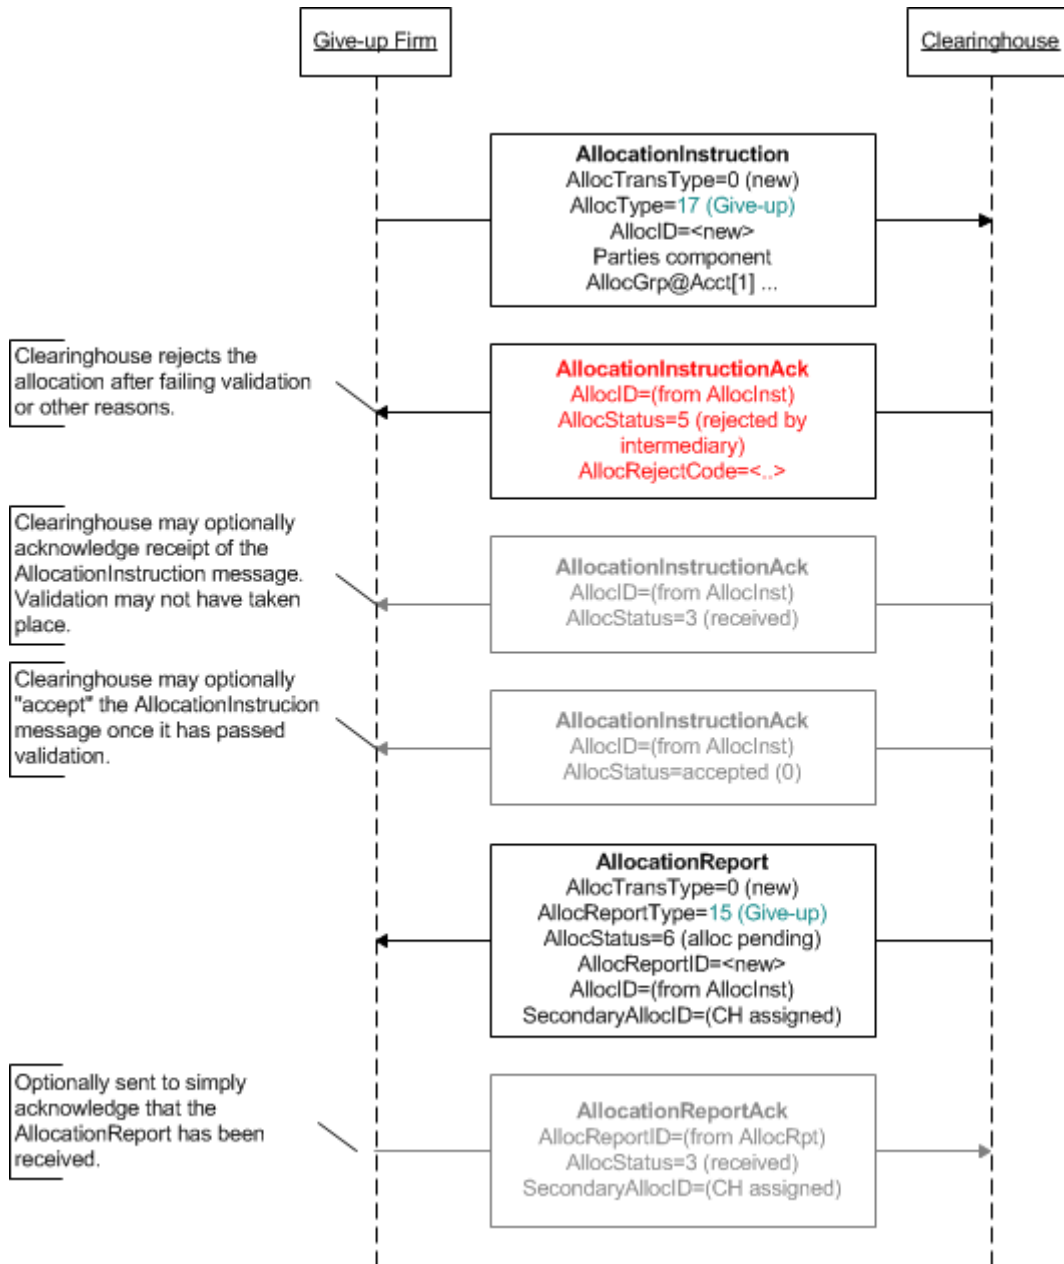 Give-up Firm
Clearinghouse
AllocationInstruction
AllocTransType=0 (new)
AllocType=17 (Give-up)
AllocID=<new>
Parties component
AllocGrp@Acct[1] ...
Clearinghouse rejects the
allocation after failing validation
or other reasons.
AllocationInstructionAck
AllocID=(from AllocInst)
AllocStatus=5 (rejected by
intermediary)
AllocRejectCode=<..>
Clearinghouse may optionally
acknowledge receipt of the
AllocationInstruction message.
Validation may not have taken
place.
AllocationInstructionAck
AllocID=(from AllocInst)
AllocStatus=3 (received)
Clearinghouse may optionally
"accept" the AllocationInstrucion
message once it has passed
validation.
AllocationInstructionAck
AllocID=(from AllocInst)
AllocStatus=accepted (0)
AllocationReport
AllocTransType=0 (new)
AllocReportType=15 (Give-up)
AllocStatus=6 (alloc pending)
AllocReportID=<new>
AllocID=(from AllocInst)
SecondaryAllocID=(CH assigned)
Optionally sent to simply
acknowledge that the
AllocationReport has been
received.
AllocationReportAck
AllocReportID=(from AllocRpt)
AllocStatus=3 (received)
SecondaryAllocID=(CH assigned)